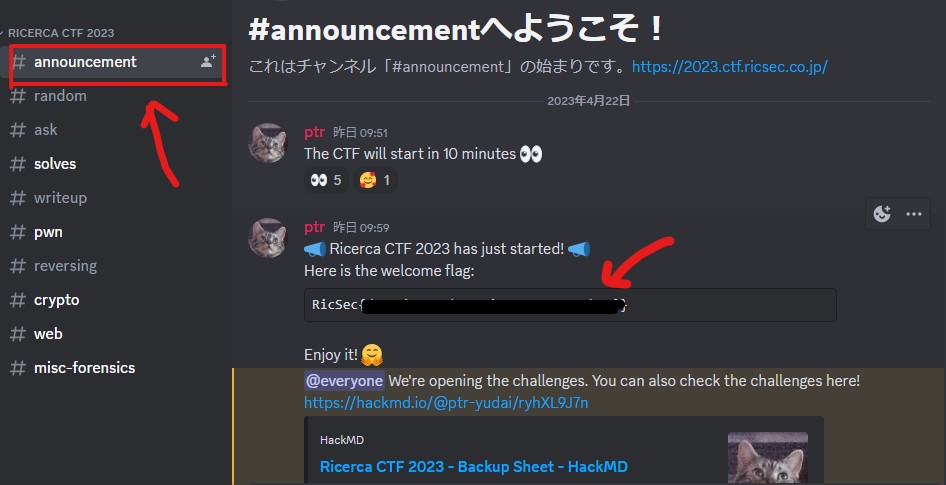 RICERCA CTF 2023
# announcement
# random
# ask
# solves
# writeup
# pwn
# reversing
# crypto
# web
# misc-forensics
#announcementへようこそ！
これはチャンネル「#announcement」の始まりです。https://2023.ctf.ricsec.co.jp/
2023年4月22日
ptr 昨日 09:51
The CTF will start in 10 minutes 👀
👀 5 🥰 1
ptr 昨日 09:59
📣 Ricerca CTF 2023 has just started! 📣
Here is the welcome flag:
RicSec{ }
Enjoy it! 🤗
@everyone We're opening the challenges. You can also check the challenges here!
https://hackmd.io/@ptr-yudai/ryhXL9J7n
HackMD
Ricerca CTF 2023 - Backup Sheet - HackMD